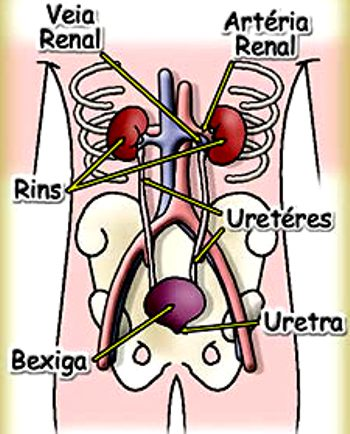 Veia
Renal
Artéria
Renal
Rins
Uretéres
Uretra
Bexiga